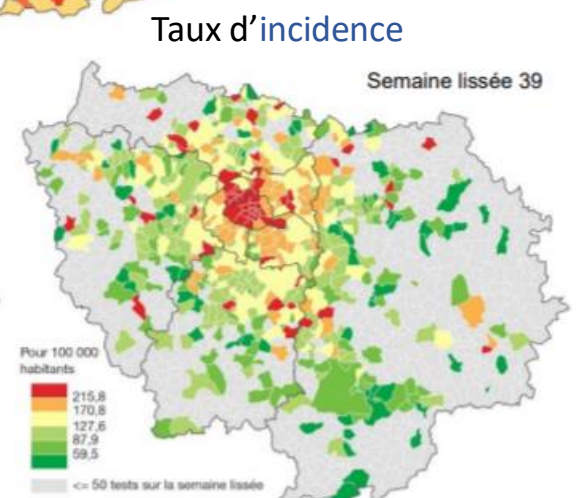 Taux d'incidence
Semaine lissée 39
Pour 100 000
habitants
215,8
170,8
127,6
87,9
59,5
<= 50 tests sur la semaine lissée